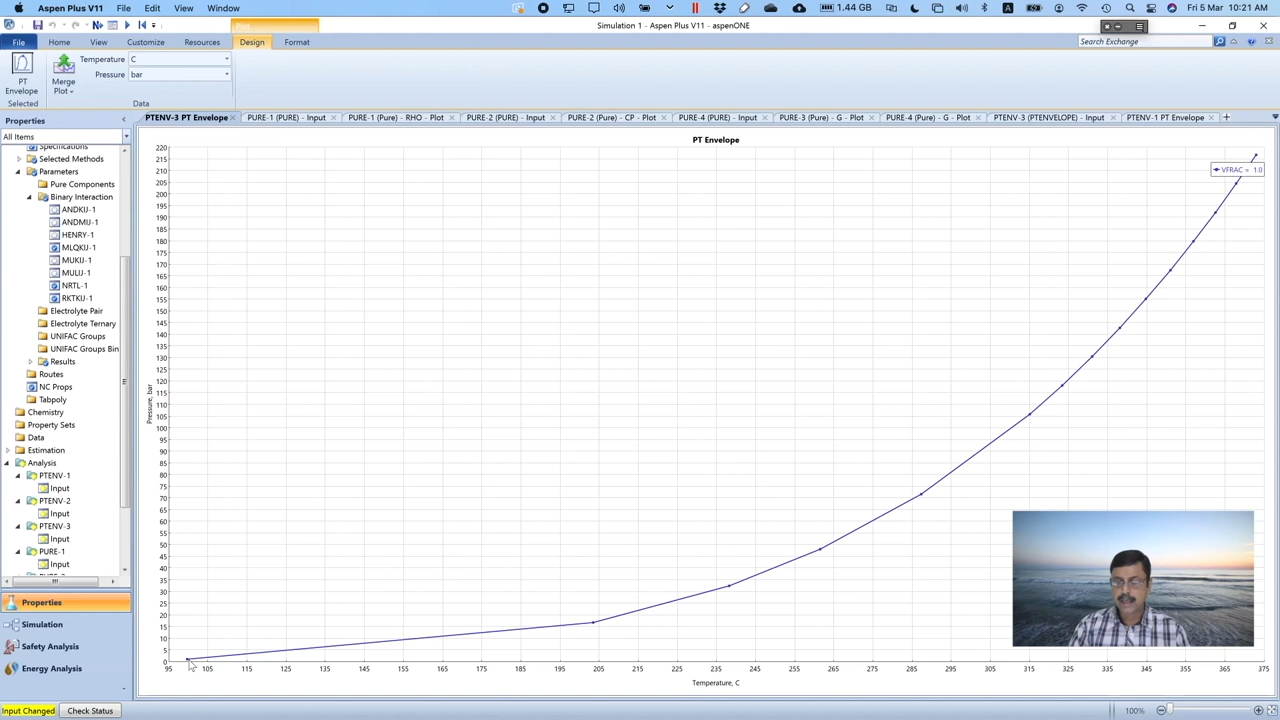 Aspen Plus V11 File Edit View Window 1.44 GB A Fri 5 Mar 10:21 AM
Simulation 1 - Aspen Plus V11 - aspenONE
Plot
File Home View Customize Resources Design Format Search Exchange
PT Envelope
Selected
Merge Plot
Temperature C
Pressure bar
Data
Properties
All Items
PTENV-3 PT Envelope PURE-1 (PURE) - Input PURE-1 (Pure) - RHO - Plot PURE-2 (PURE) - Input PURE-2 (Pure) - CP - Plot PURE-4 (PURE) - Input PURE-3 (Pure) - G - Plot PURE-4 (Pure) - G - Plot PTENV-3 (PTENVELOPE) - Input PTENV-1 PT Envelope
Specifications
Selected Methods
Parameters
Pure Components
Binary Interaction
ANDKIJ-1
ANDMIJ-1
HENRY-1
MLQKIJ-1
MUKIJ-1
MULIJ-1
NRTL-1
RKTKIJ-1
Electrolyte Pair
Electrolyte Ternary
UNIFAC Groups
UNIFAC Groups Bin
Results
Routes
NC Props
Tabpoly
Chemistry
Property Sets
Data
Estimation
Analysis
PTENV-1
Input
PTENV-2
Input
PTENV-3
Input
PURE-1
Input
Properties
Simulation
Safety Analysis
Energy Analysis
PT Envelope
VFRAC = 1.0
Pressure, bar
220
215
210
205
200
195
190
185
180
175
170
165
160
155
150
145
140
135
130
125
120
115
110
105
100
95
90
85
80
75
70
65
60
55
50
45
40
35
30
25
20
15
10
5
0
95 105 115 125 135 145 155 165 175 185 195 205 215 225 235 245 255 265 275 285 295 305 315 325 335 345 355 365 375
Temperature, C
Input Changed Check Status 100%